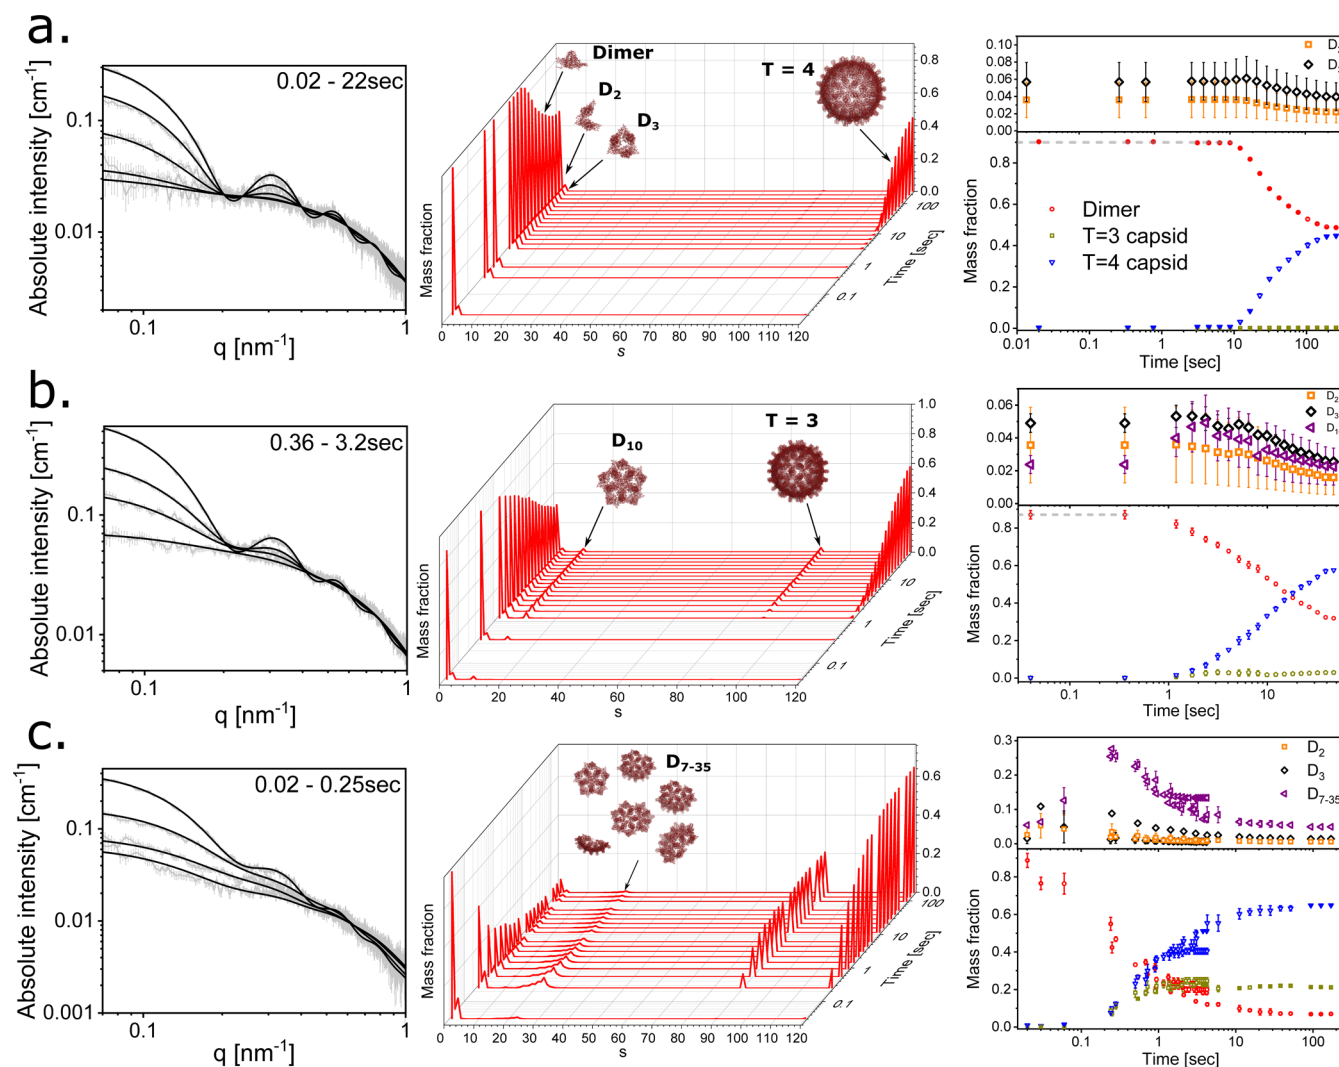 a.
0.02 - 22sec
Absolute intensity [cm-1]
0.1
0.01
0.1
1
q [nm-1]
Dimer
D2
D3
T = 4
Mass fraction
0.8
0.6
0.4
0.2
0.0
100
10
1
0.1
Time [sec]
0 10 20 30 40 50 60 70 80 90 100 110 120
s
0.10
0.08
0.06
0.04
0.02
0.00
D
D
Mass fraction
0.8
0.4
0.0
Dimer
T=3 capsid
T=4 capsid
0.01 0.1 1 10 100
Time [sec]
b.
0.36 - 3.2sec
Absolute intensity [cm-1]
0.1
0.01
0.1
1
q [nm-1]
D10
T = 3
Mass fraction
1.0
0.8
0.6
0.4
0.2
0.0
10
1
0.1
Time [sec]
0 20 40 60 80 100 120
s
0.06
0.04
0.02
0.00
D2
D3
D1
Mass fraction
0.8
0.6
0.4
0.2
0.0
0.1 1 10
Time [sec]
c.
0.02 - 0.25sec
Absolute intensity [cm-1]
0.1
0.01
0.001
0.1
1
q [nm-1]
D7-35
Mass fraction
0.6
0.4
0.2
0.0
100
10
1
0.1
Time [sec]
0 10 20 30 40 50 60 70 80 90 100 110 120
s
0.3
0.2
0.1
0.0
D2
D3
D7-35
Mass fraction
0.8
0.6
0.4
0.2
0.0
0.1 1 10 100
Time [sec]